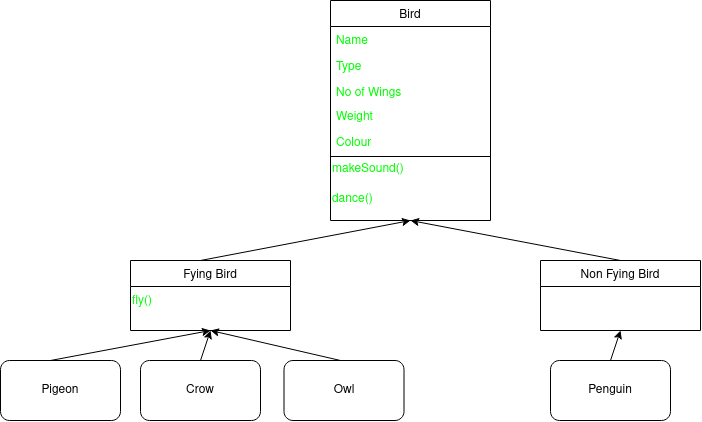 Bird
Name
Type
No of Wings
Weight
Colour
makeSound()
dance()
Fying Bird
fly()
Non Fying Bird
Pigeon
Crow
Owl
Penguin